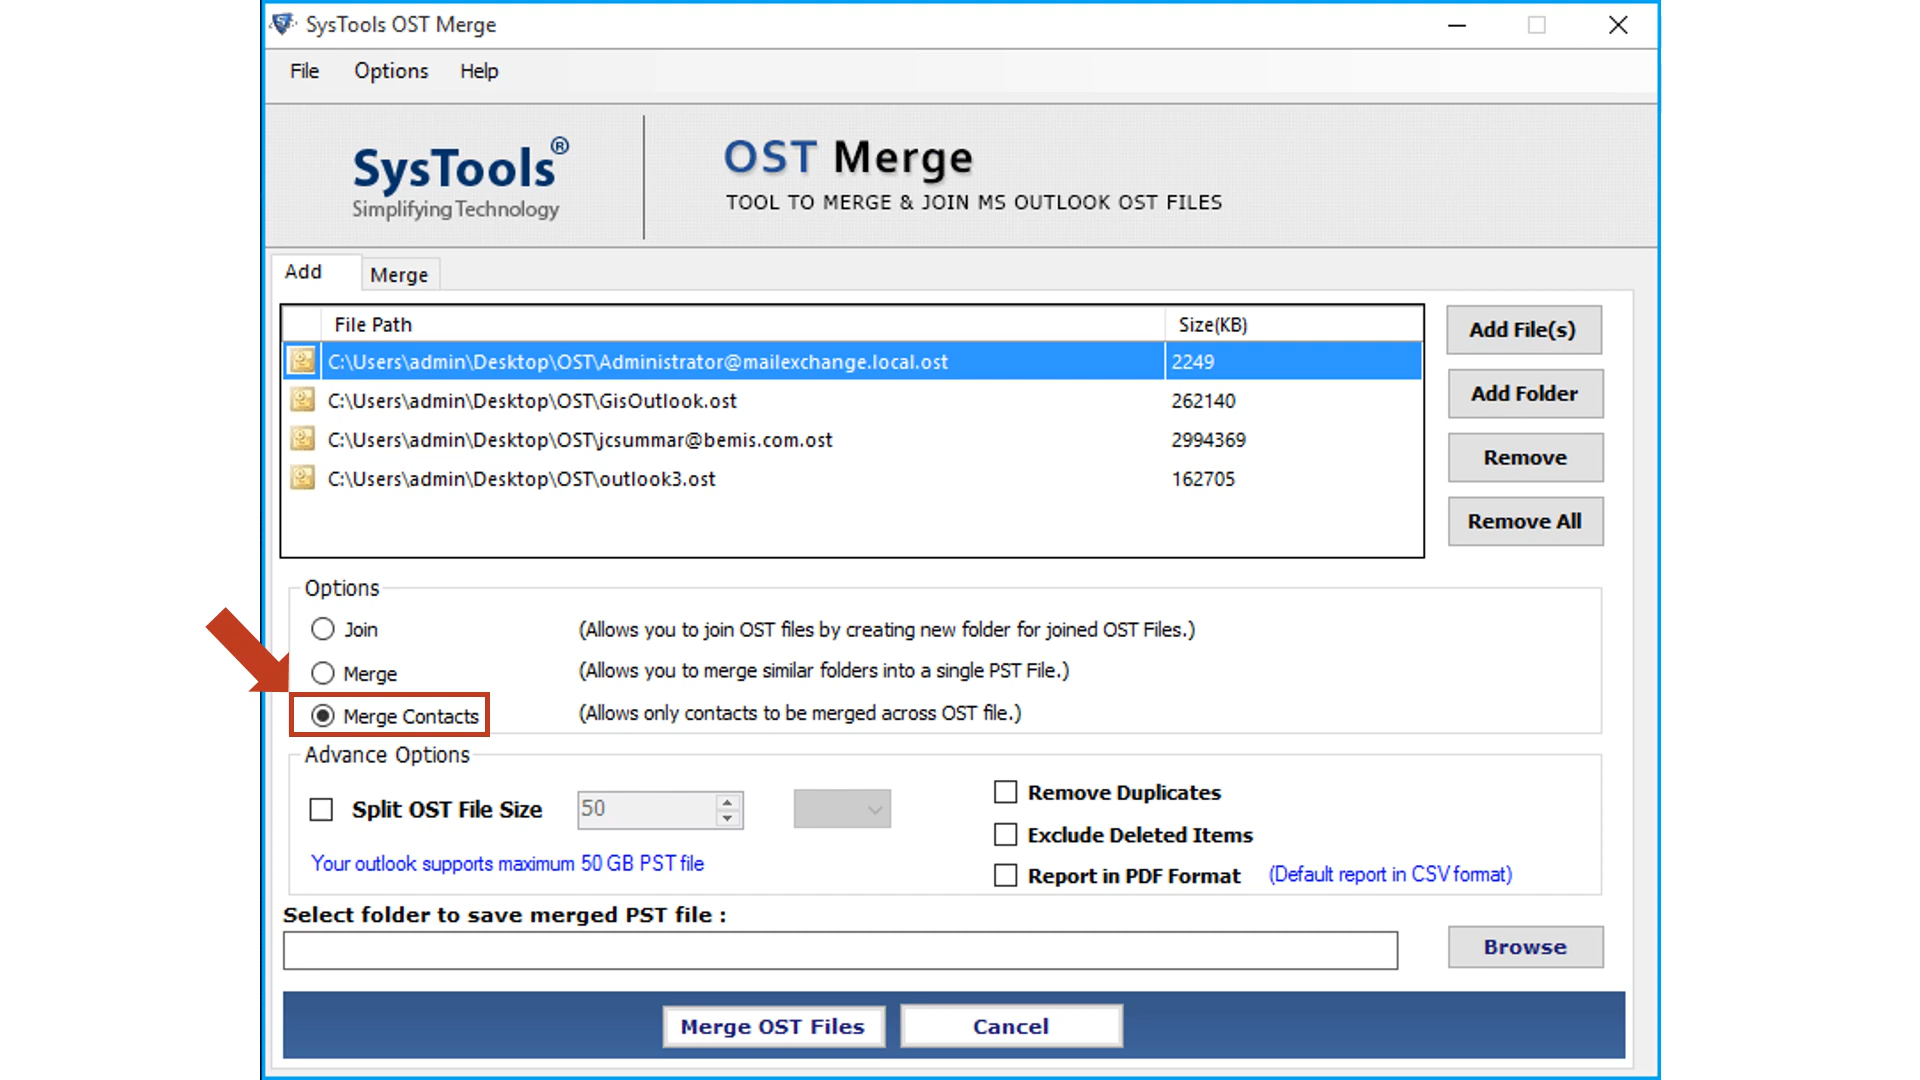 SysTools OST Merge
File Options Help
SysTools®
Simplifying Technology
OST Merge
TOOL TO MERGE & JOIN MS OUTLOOK OST FILES
Add Merge
File Path Size(KB)
C:\Users\admin\Desktop\OST\Administrator@mailexchange.local.ost 2249
C:\Users\admin\Desktop\OST\GisOutlook.ost 262140
C:\Users\admin\Desktop\OST\jcsummar@bemis.com.ost 2994369
C:\Users\admin\Desktop\OST\outlook3.ost 162705
Add File(s)
Add Folder
Remove
Remove All
Options
Join (Allows you to join OST files by creating new folder for joined OST Files.)
Merge (Allows you to merge similar folders into a single PST File.)
Merge Contacts (Allows only contacts to be merged across OST file.)
Advance Options
Split OST File Size 50
Your outlook supports maximum 50 GB PST file
Remove Duplicates
Exclude Deleted Items
Report in PDF Format (Default report in CSV format)
Select folder to save merged PST file :
Browse
Merge OST Files Cancel